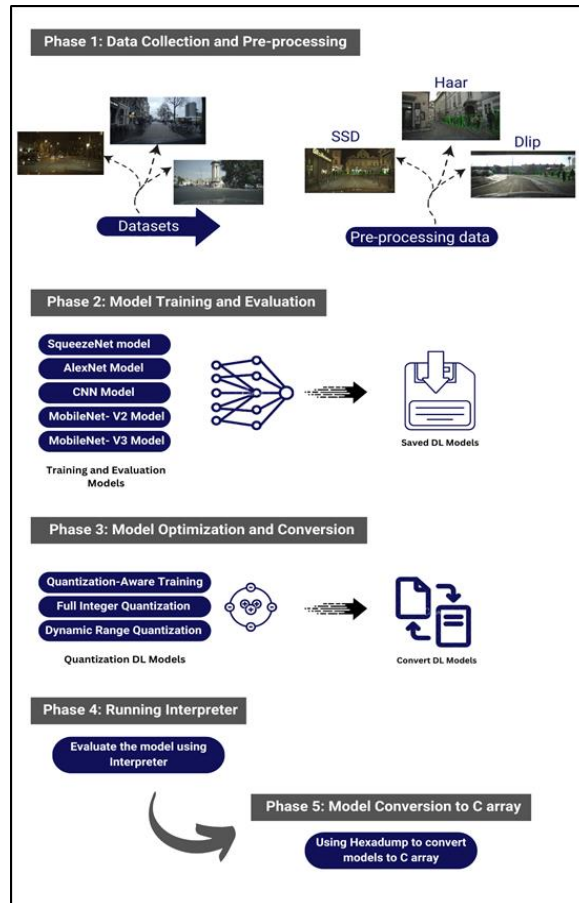 Phase 1: Data Collection and Pre-processing
Haar
SSD
Dlip
Datasets
Pre-processing data
Phase 2: Model Training and Evaluation
SqueezeNet model
AlexNet Model
CNN Model
MobileNet- V2 Model
MobileNet- V3 Model
Training and Evaluation
Models
Saved DL Models
Phase 3: Model Optimization and Conversion
Quantization-Aware Training
Full Integer Quantization
Dynamic Range Quantization
Quantization DL Models
Convert DL Models
Phase 4: Running Interpreter
Evaluate the model using
Interpreter
Phase 5: Model Conversion to C array
Using Hexadump to convert
models to C array